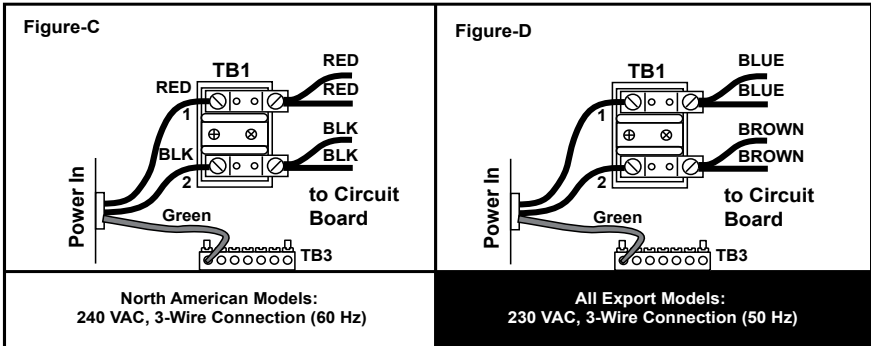 Figure-C
TB1
RED
RED
RED
1
BLK
BLK
BLK
2
Power In
to Circuit
Board
Green
TB3
North American Models:
240 VAC, 3-Wire Connection (60 Hz)
Figure-D
TB1
BLUE
BLUE
1
BROWN
BROWN
2
Power In
to Circuit
Board
Green
TB3
All Export Models:
230 VAC, 3-Wire Connection (50 Hz)